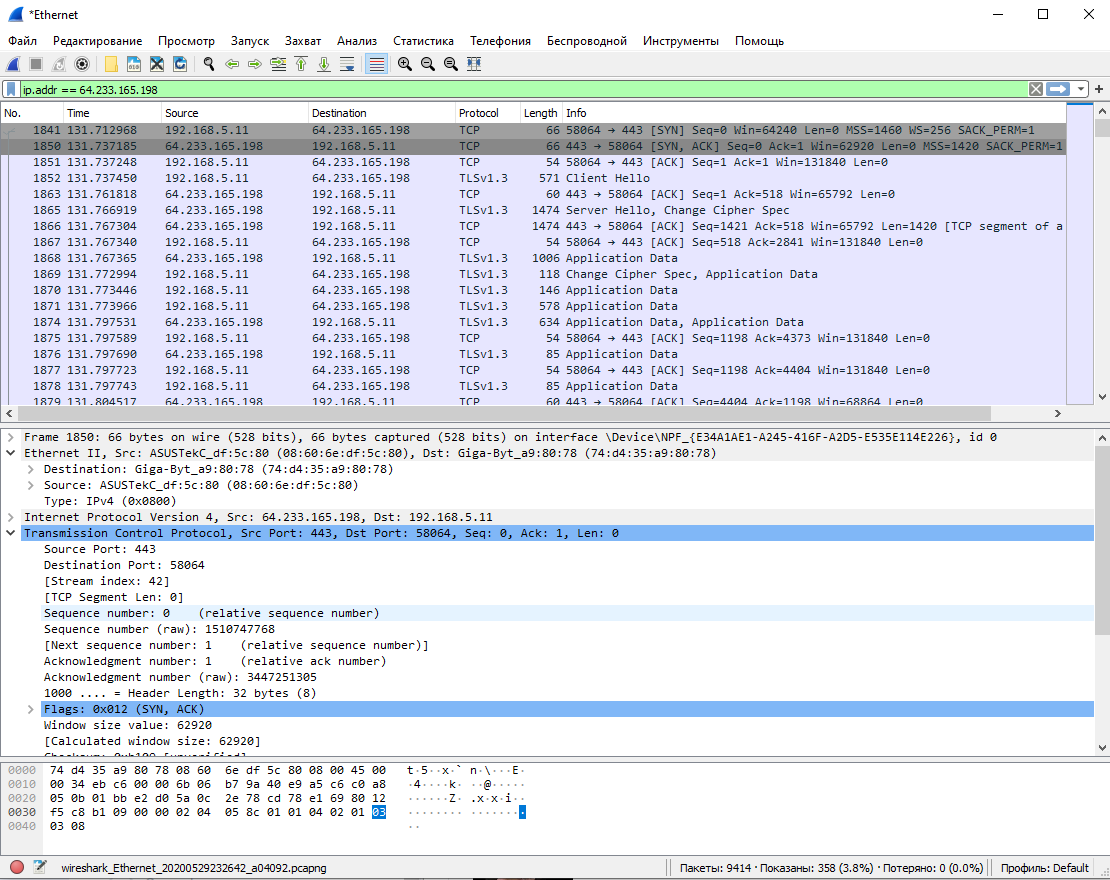 *Ethernet
Файл Редактирование Просмотр Запуск Захват Анализ Статистика Телефония Беспроводной Инструменты Помощь
ip.addr == 64.233.165.198
No. Time Source Destination Protocol Length Info
1841 131.712968 192.168.5.11 64.233.165.198 TCP 66 58064 → 443 [SYN] Seq=0 Win=64240 Len=0 MSS=1460 WS=256 SACK_PERM=1
1850 131.737185 64.233.165.198 192.168.5.11 TCP 66 443 → 58064 [SYN, ACK] Seq=0 Ack=1 Win=62920 Len=0 MSS=1420 SACK_PERM=1
1851 131.737248 192.168.5.11 64.233.165.198 TCP 54 58064 → 443 [ACK] Seq=1 Ack=1 Win=131840 Len=0
1852 131.737450 192.168.5.11 64.233.165.198 TLSv1.3 571 Client Hello
1863 131.761818 64.233.165.198 192.168.5.11 TCP 60 443 → 58064 [ACK] Seq=1 Ack=518 Win=65792 Len=0
1865 131.766919 64.233.165.198 192.168.5.11 TLSv1.3 1474 Server Hello, Change Cipher Spec
1866 131.767304 64.233.165.198 192.168.5.11 TCP 1474 443 → 58064 [ACK] Seq=1421 Ack=518 Win=65792 Len=1420 [TCP segment of a
1867 131.767340 192.168.5.11 64.233.165.198 TCP 54 58064 → 443 [ACK] Seq=518 Ack=2841 Win=131840 Len=0
1868 131.767365 64.233.165.198 192.168.5.11 TLSv1.3 1006 Application Data
1869 131.772994 192.168.5.11 64.233.165.198 TLSv1.3 118 Change Cipher Spec, Application Data
1870 131.773446 192.168.5.11 64.233.165.198 TLSv1.3 146 Application Data
1871 131.773966 192.168.5.11 64.233.165.198 TLSv1.3 578 Application Data
1874 131.797531 64.233.165.198 192.168.5.11 TLSv1.3 634 Application Data, Application Data
1875 131.797589 192.168.5.11 64.233.165.198 TCP 54 58064 → 443 [ACK] Seq=1198 Ack=4373 Win=131840 Len=0
1876 131.797690 64.233.165.198 192.168.5.11 TLSv1.3 85 Application Data
1877 131.797723 192.168.5.11 64.233.165.198 TCP 54 58064 → 443 [ACK] Seq=1198 Ack=4404 Win=131840 Len=0
1878 131.797743 192.168.5.11 64.233.165.198 TLSv1.3 85 Application Data
1879 131.804517 64.233.165.198 192.168.5.11 TCP 60 443 → 58064 [ACK] Seq=4404 Ack=1198 Win=68864 Len=0
Frame 1850: 66 bytes on wire (528 bits), 66 bytes captured (528 bits) on interface \Device\NPF_{E34A1AE1-A245-416F-A2D5-E535E114E226}, id 0
Ethernet II, Src: ASUSTekC_df:5c:80 (08:60:6e:df:5c:80), Dst: Giga-Byt_a9:80:78 (74:d4:35:a9:80:78)
Destination: Giga-Byt_a9:80:78 (74:d4:35:a9:80:78)
Source: ASUSTekC_df:5c:80 (08:60:6e:df:5c:80)
Type: IPv4 (0x0800)
Internet Protocol Version 4, Src: 64.233.165.198, Dst: 192.168.5.11
Transmission Control Protocol, Src Port: 443, Dst Port: 58064, Seq: 0, Ack: 1, Len: 0
Source Port: 443
Destination Port: 58064
[Stream index: 42]
[TCP Segment Len: 0]
Sequence number: 0 (relative sequence number)
Sequence number (raw): 1510747768
[Next sequence number: 1 (relative sequence number)]
Acknowledgment number: 1 (relative ack number)
Acknowledgment number (raw): 3447251305
1000 .... = Header Length: 32 bytes (8)
Flags: 0x012 (SYN, ACK)
Window size value: 62920
[Calculated window size: 62920]
Checksum: 0xb109 [unverified]
0000 74 d4 35 a9 80 78 08 60 6e df 5c 80 08 00 45 00 t·5··x·` n·\···E·
0010 00 34 eb c6 00 00 6b 06 b7 9a 40 e9 a5 c6 c0 a8 ·4····k· ··@·····
0020 05 0b 01 bb e2 d0 5a 0c 2e 78 cd 78 e1 69 80 12 ······Z· .x·x·i··
0030 f5 c8 b1 09 00 00 02 04 05 8c 01 01 04 02 01 03 ········ ········
0040 03 08 ··
wireshark_Ethernet_20200529232642_a04092.pcapng
Пакеты: 9414 · Показаны: 358 (3.8%) · Потеряно: 0 (0.0%)
Профиль: Default